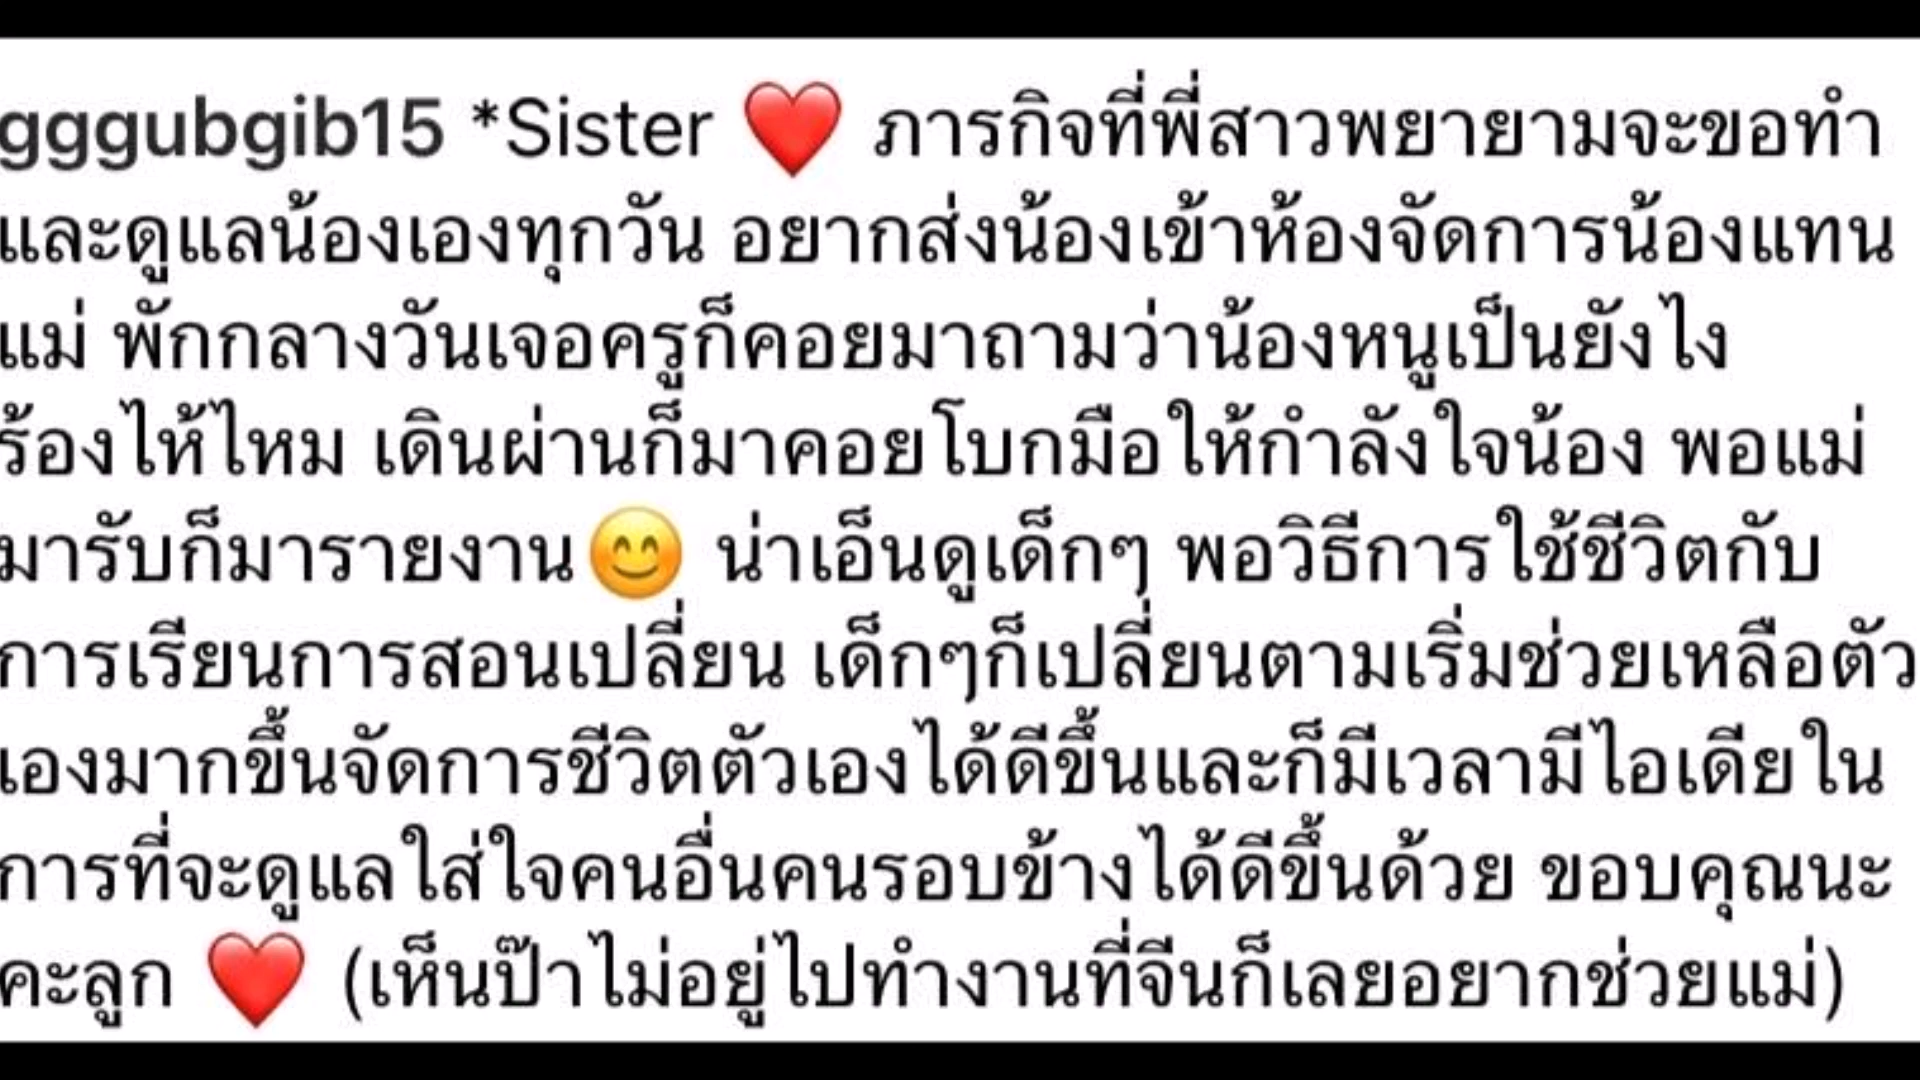 gggubgib15 *Sister ❤️ ภารกิจที่พี่สาวพยายามจะขอทำ
และดูแลน้องเองทุกวัน อยากส่งน้องเข้าห้องจัดการน้องแทน
แม่ พักกลางวันเจอครูก็คอยมาถามว่าน้องหนูเป็นยังไง
ร้องไห้ไหม เดินผ่านก็มาคอยโบกมือให้กำลังใจน้อง พอแม่
มารับก็มารายงาน😊 น่าเอ็นดูเด็กๆ พอวิธีการใช้ชีวิตกับ
การเรียนการสอนเปลี่ยน เด็กๆก็เปลี่ยนตามเริ่มช่วยเหลือตัว
เองมากขึ้นจัดการชีวิตตัวเองได้ดีขึ้นและก็มีเวลามีไอเดียใน
การที่จะดูแลใส่ใจคนอื่นคนรอบข้างได้ดีขึ้นด้วย ขอบคุณนะ
คะลูก ❤️ (เห็นป๊าไม่อยู่ไปทำงานที่จีนก็เลยอยากช่วยแม่)